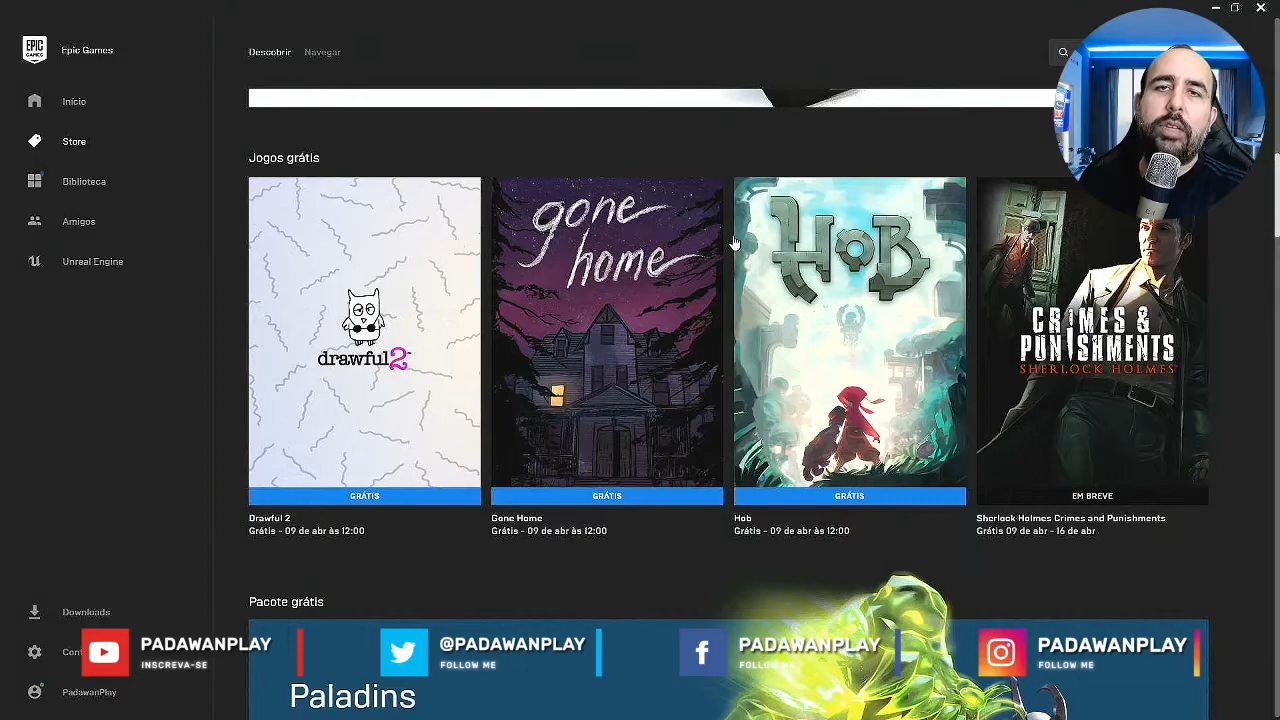 EPIC
GAMES
Epic Games
Descobrir
Navegar
Início
Store
Biblioteca
Amigos
Unreal Engine
Jogos grátis
drawful 2
gone
home
HOB
CRIMES &
PUNISHMENTS
SHERLOCK HOLMES
GRÁTIS
GRÁTIS
GRÁTIS
EM BREVE
Drawful 2
Grátis - 09 de abr às 12:00
Gone Home
Grátis - 09 de abr às 12:00
Hob
Grátis - 09 de abr às 12:00
Sherlock Holmes Crimes and Punishments
Grátis 09 de abr - 16 de abr
Pacote grátis
Paladins
Downloads
PadawanPlay
PADAWANPLAY
INSCREVA-SE
@PADAWANPLAY
FOLLOW ME
PADAWANPLAY
FOLLOW ME
PADAWANPLAY
FOLLOW ME